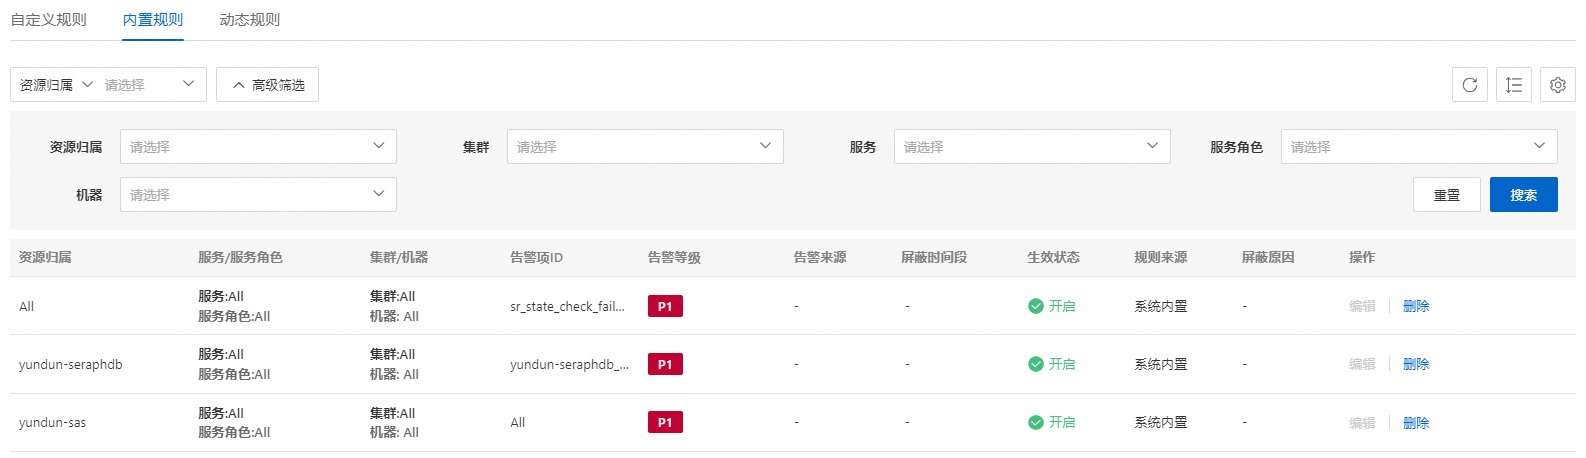 自定义规则 内置规则 动态规则
资源归属 请选择 高级筛选
资源归属 请选择 集群 请选择 服务 请选择 服务角色 请选择
机器 请选择 重置 搜索
资源归属 服务/服务角色 集群/机器 告警项ID 告警等级 告警来源 屏蔽时间段 生效状态 规则来源 屏蔽原因 操作
服务:All 集群:All
All sr_state_check_fail... P1 - - 开启 系统内置 - 编辑 删除
服务角色:All 机器: All
服务:All 集群:All
yundun-seraphdb yundun-seraphdb_... P1 - - 开启 系统内置 - 编辑 删除
服务角色:All 机器: All
服务:All 集群:All
yundun-sas All P1 - - 开启 系统内置 - 编辑 删除
服务角色:All 机器: All